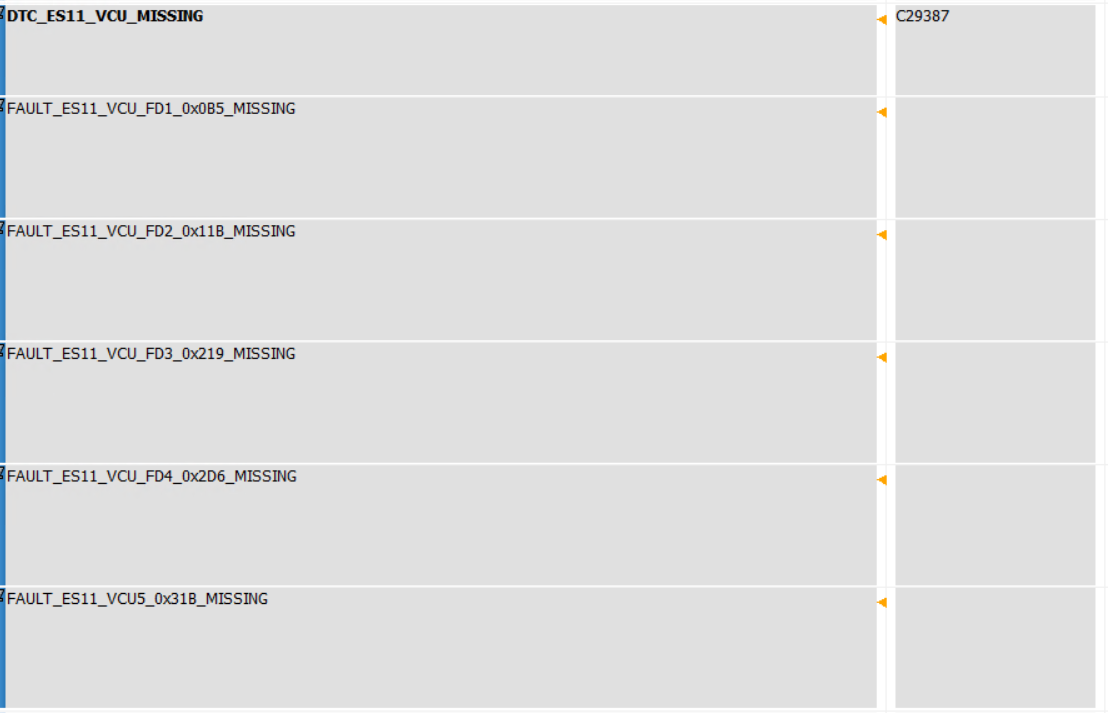 DTC_ES11_VCU_MISSING C29387
FAULT_ES11_VCU_FD1_0x0B5_MISSING
FAULT_ES11_VCU_FD2_0x11B_MISSING
FAULT_ES11_VCU_FD3_0x219_MISSING
FAULT_ES11_VCU_FD4_0x2D6_MISSING
FAULT_ES11_VCU5_0x31B_MISSING